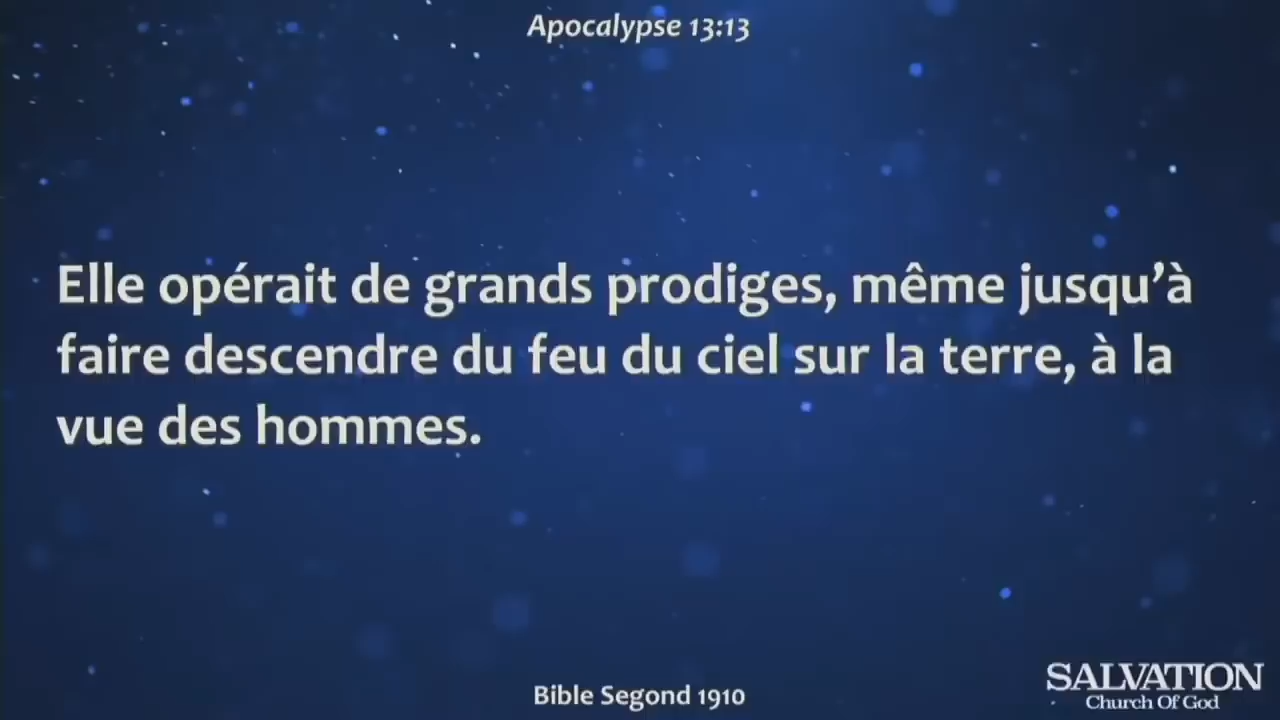 Apocalypse 13:13
Elle opérait de grands prodiges, même jusqu’à
faire descendre du feu du ciel sur la terre, à la
vue des hommes.
Bible Segond 1910
SALVATION
Church Of God